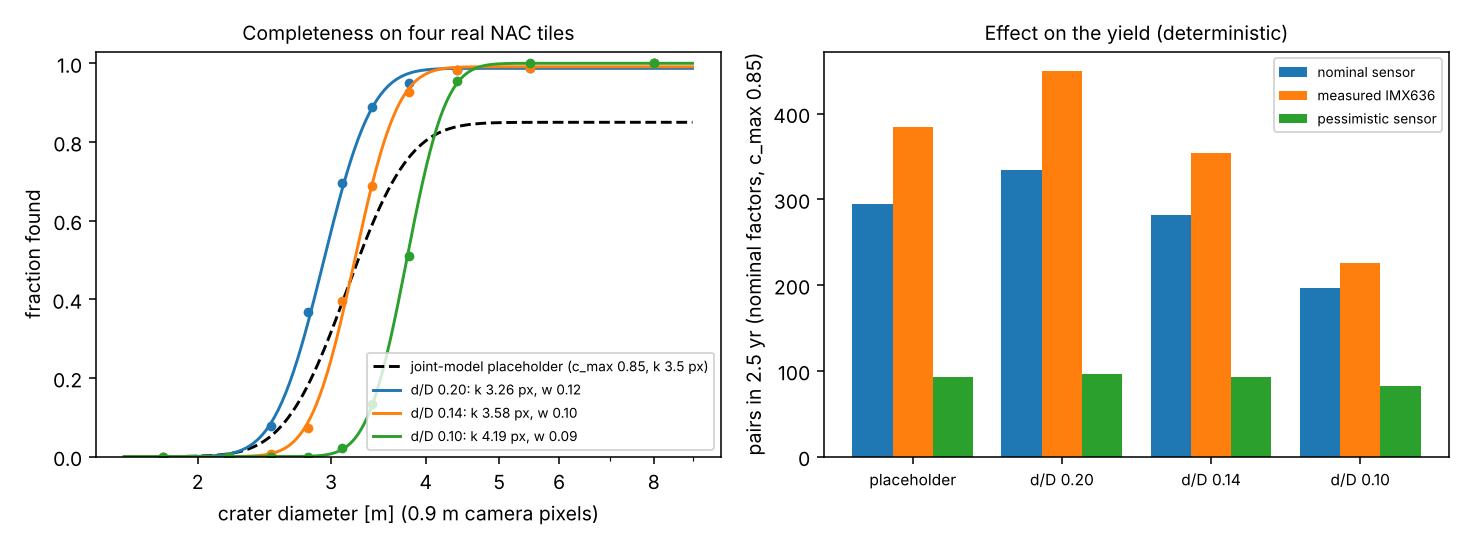 Completeness on four real NAC tiles
fraction found
1.0
0.8
0.6
0.4
0.2
0.0
joint-model placeholder (c_max 0.85, k 3.5 px)
d/D 0.20: k 3.26 px, w 0.12
d/D 0.14: k 3.58 px, w 0.10
d/D 0.10: k 4.19 px, w 0.09
2 3 4 5 6 8
crater diameter [m] (0.9 m camera pixels)
Effect on the yield (deterministic)
pairs in 2.5 yr (nominal factors, c_max 0.85)
400
300
200
100
0
nominal sensor
measured IMX636
pessimistic sensor
placeholder d/D 0.20 d/D 0.14 d/D 0.10